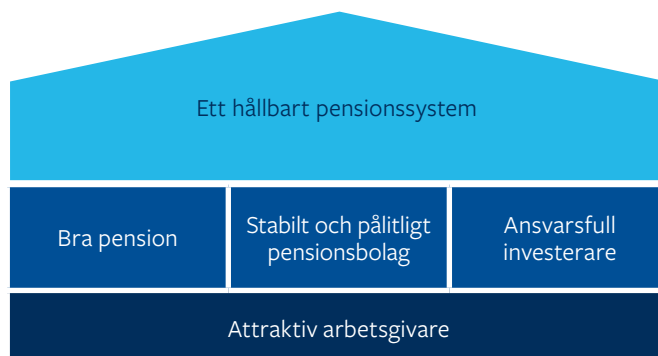 Ett hållbart pensionssystem
Bra pension
Stabilt och pålitligt
pensionsbolag
Ansvarsfull
investerare
Attraktiv arbetsgivare